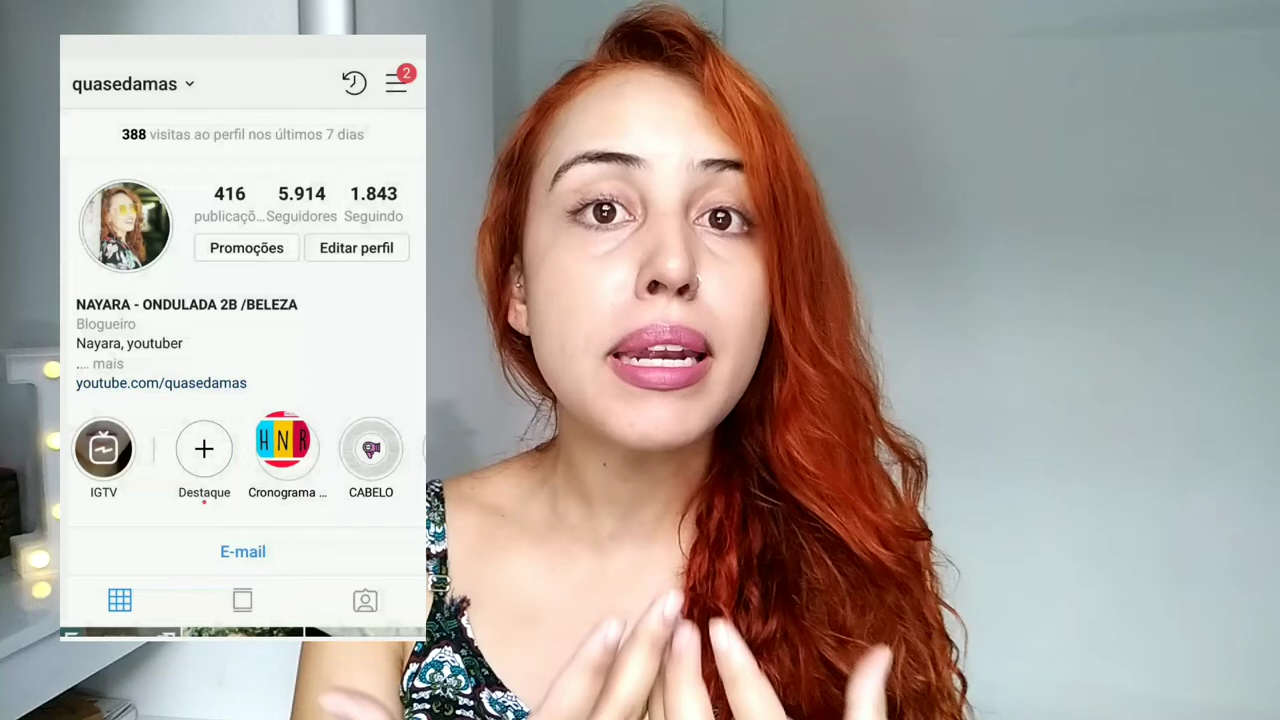 quasedamas
2
388 visitas ao perfil nos últimos 7 dias
416 5.914 1.843
publicaçõ... Seguidores Seguindo
Promoções Editar perfil
NAYARA - ONDULADA 2B /BELEZA
Blogueiro
Nayara, youtuber
.... mais
youtube.com/quasedamas
HNR
IGTV Destaque Cronograma ... CABELO
E-mail